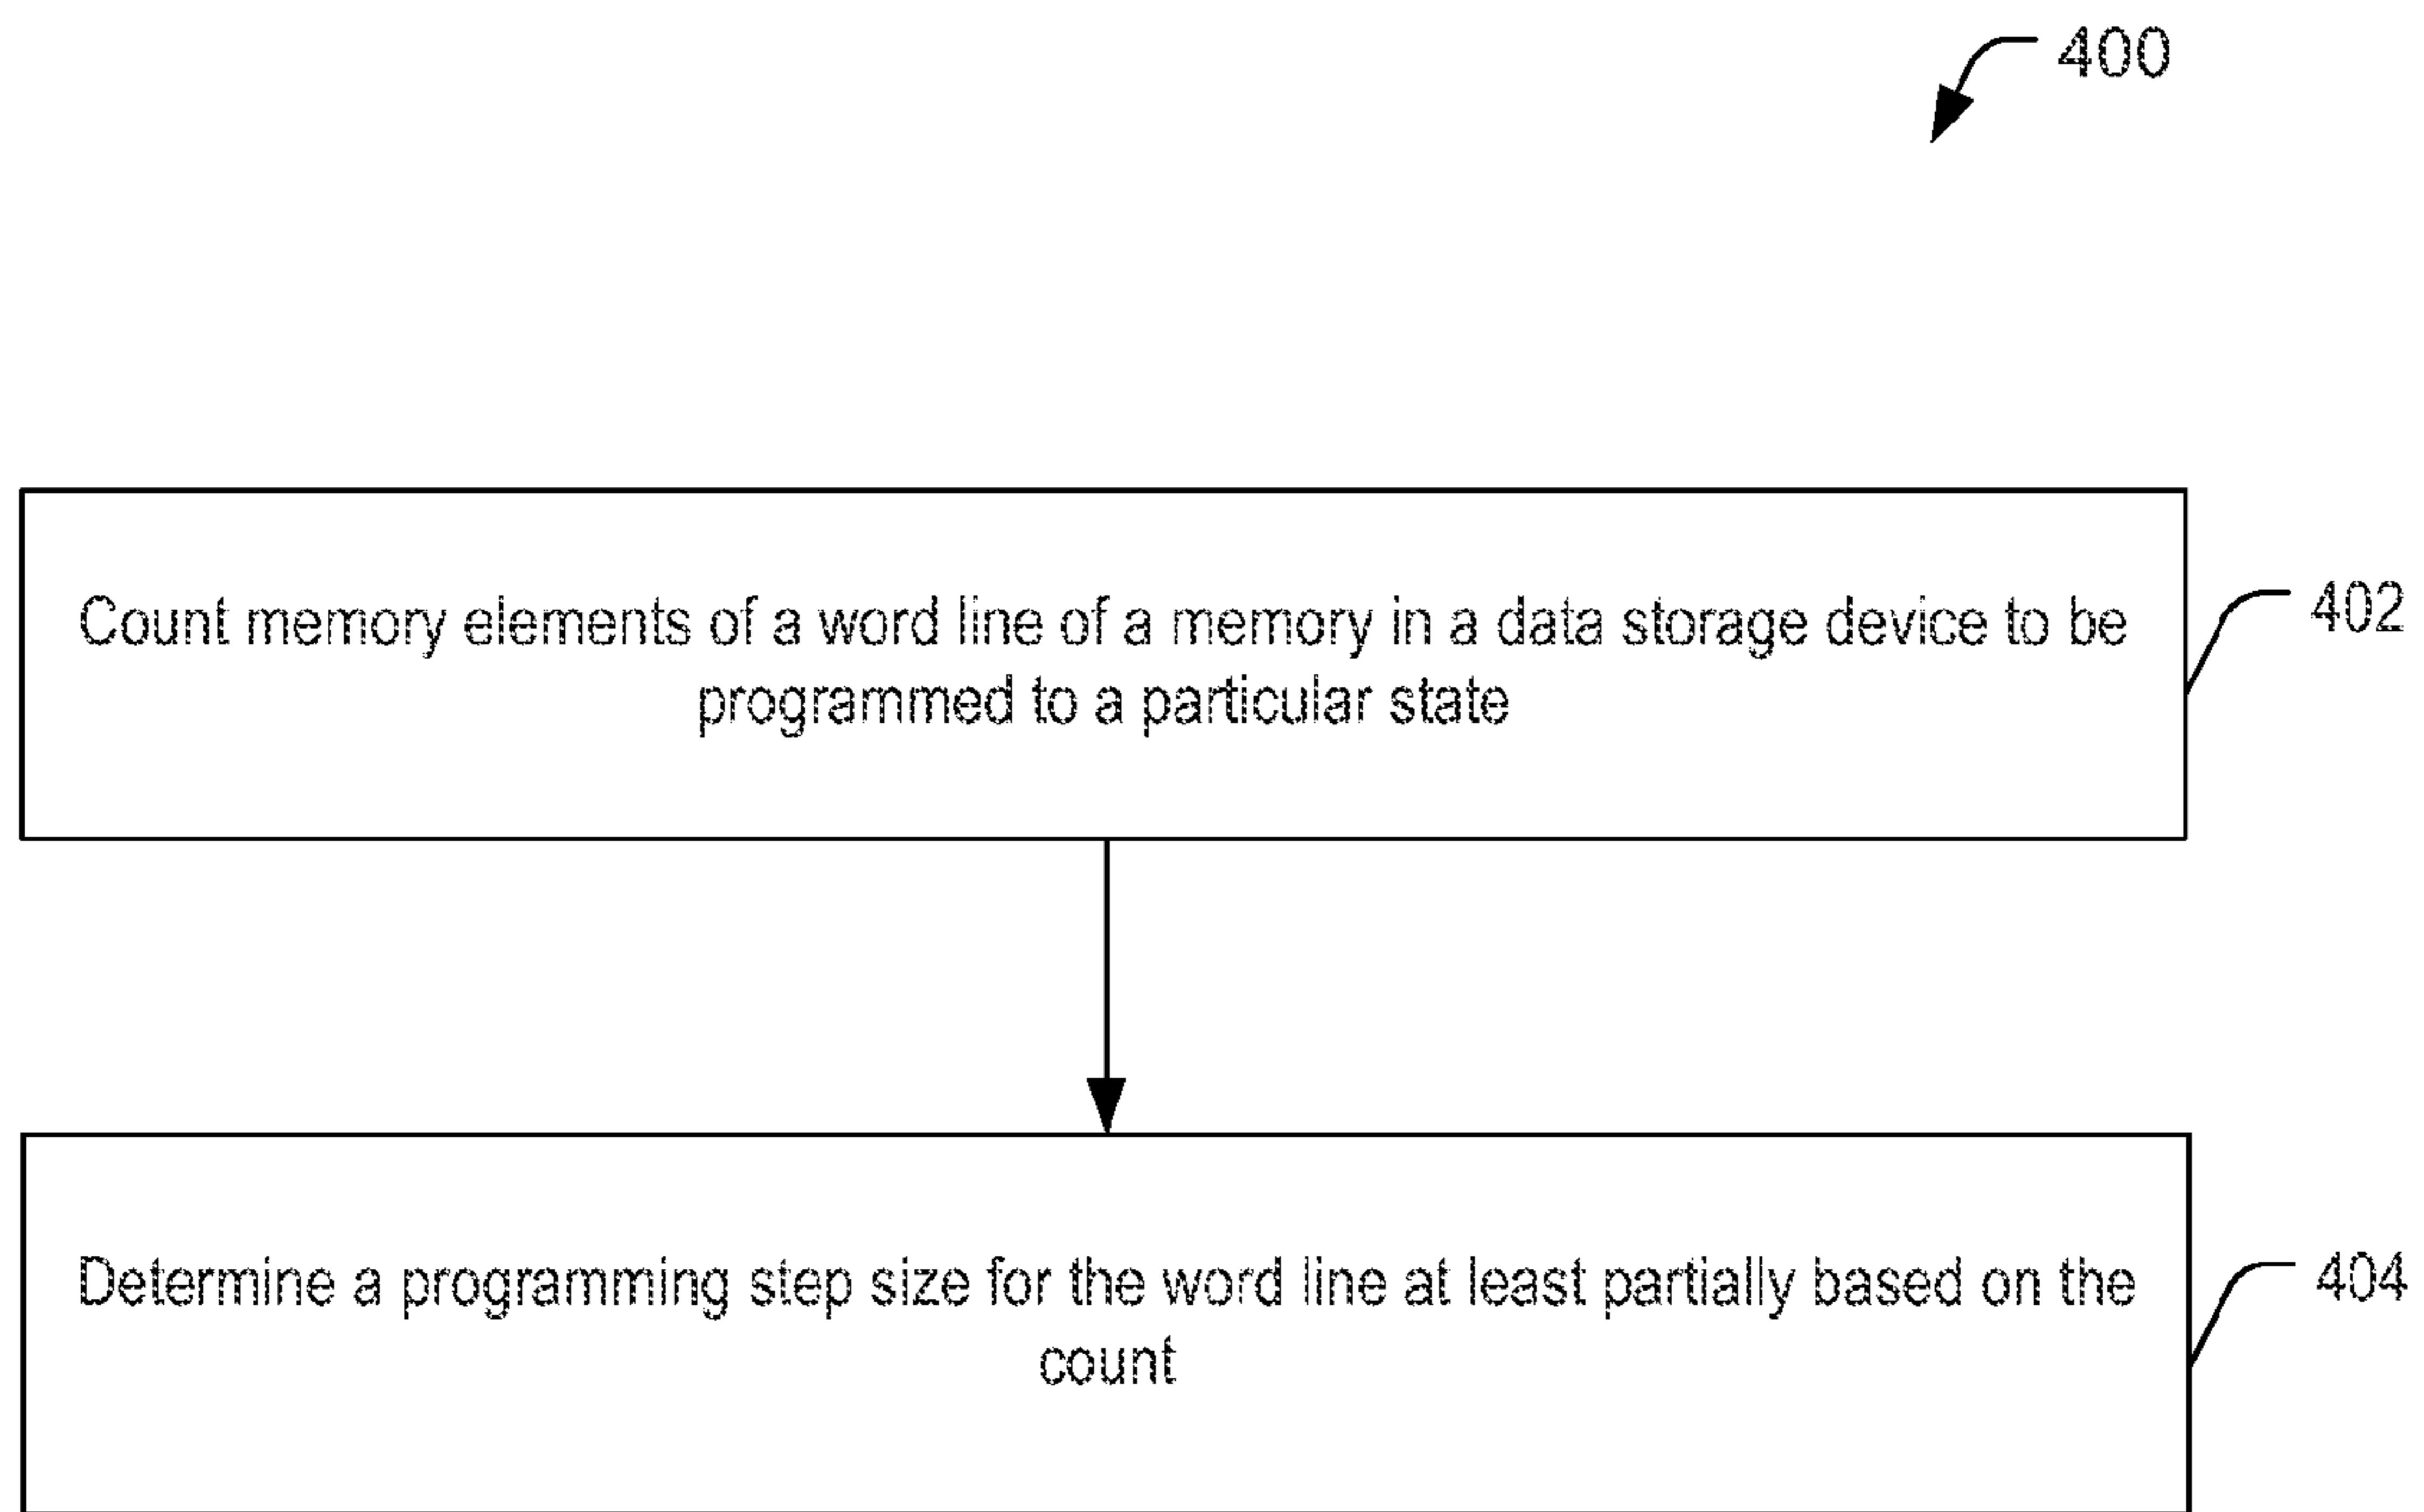 400
Count memory elements of a word line of a memory in a data storage device to be
programmed to a particular state
402
Determine a programming step size for the word line at least partially based on the
count
404